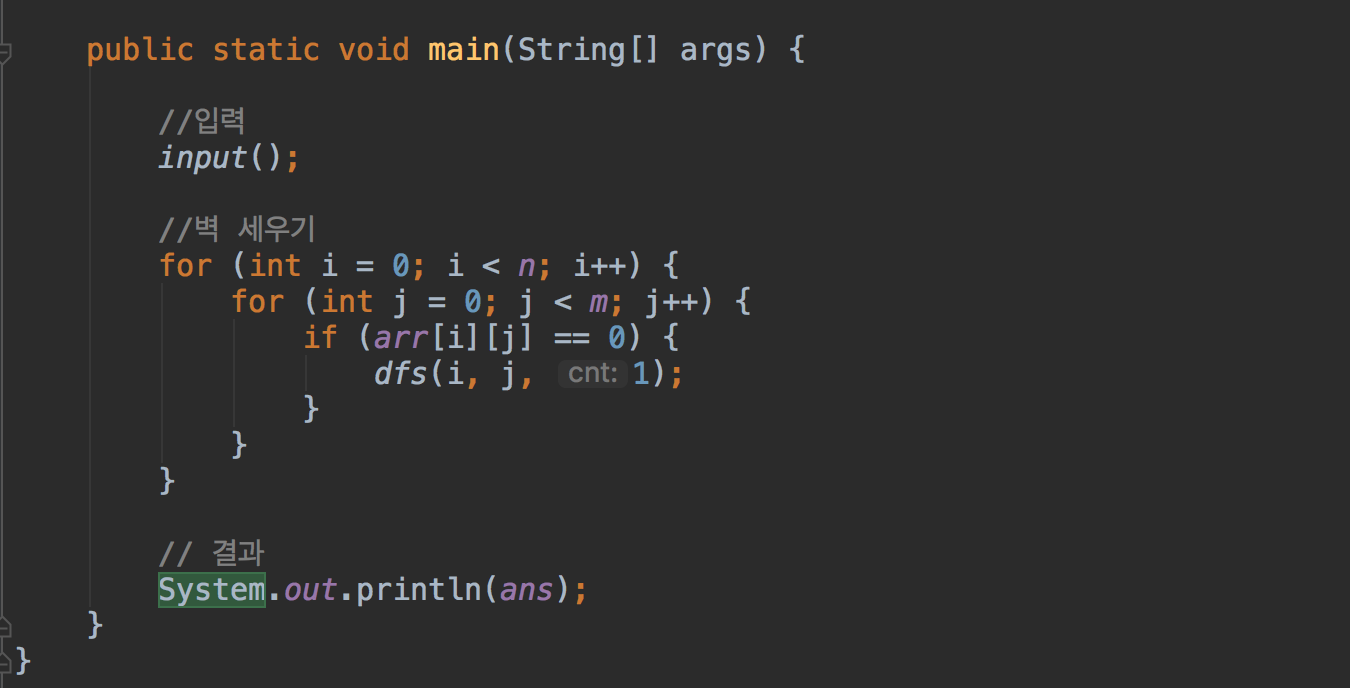 public static void main(String[] args) {
//입력
input();
//벽 세우기
for (int i = 0; i < n; i++) {
for (int j = 0; j < m; j++) {
if (arr[i][j] == 0) {
dfs(i, j, cnt: 1);
}
}
}
// 결과
System.out.println(ans);
}
}